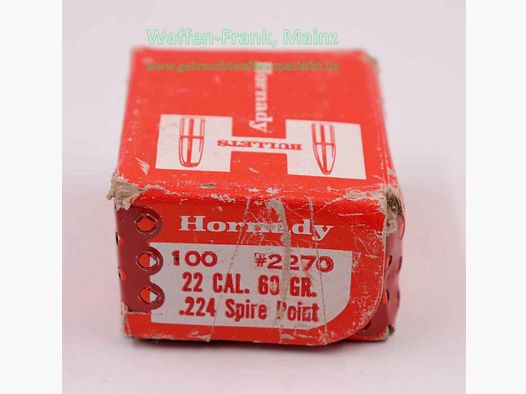 Waffen-Frank, Mainz
www.gebrauchtwaffenspezialist.de
Hornady
BULLETS
Hornady
100 #2270
22 CAL. 60 GR.
.224 Spire Point